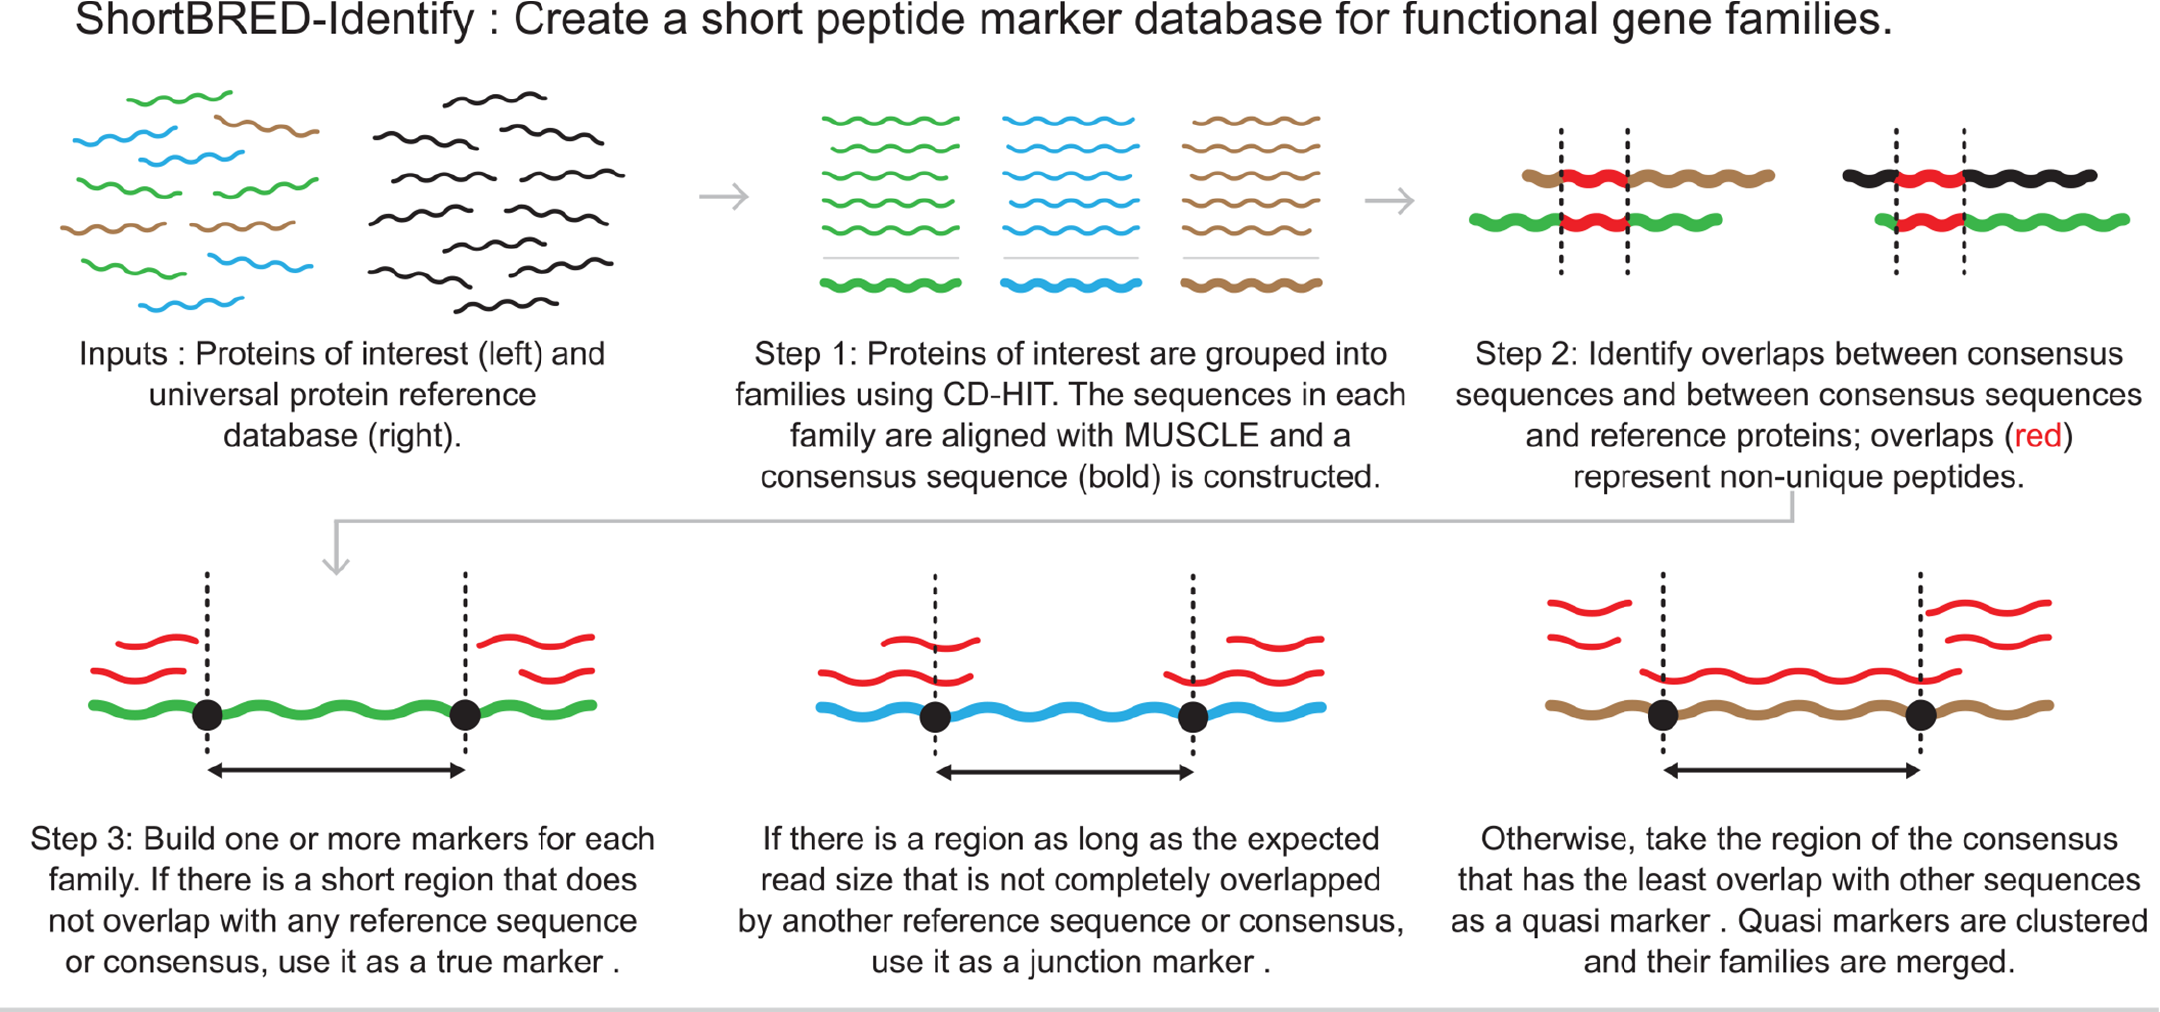 ShortBRED-Identify : Create a short peptide marker database for functional gene families.
Inputs : Proteins of interest (left) and
universal protein reference
database (right).
Step 1: Proteins of interest are grouped into
families using CD-HIT. The sequences in each
family are aligned with MUSCLE and a
consensus sequence (bold) is constructed.
Step 2: Identify overlaps between consensus
sequences and between consensus sequences
and reference proteins; overlaps (red)
represent non-unique peptides.
Step 3: Build one or more markers for each
family. If there is a short region that does
not overlap with any reference sequence
or consensus, use it as a true marker .
If there is a region as long as the expected
read size that is not completely overlapped
by another reference sequence or consensus,
use it as a junction marker .
Otherwise, take the region of the consensus
that has the least overlap with other sequences
as a quasi marker . Quasi markers are clustered
and their families are merged.